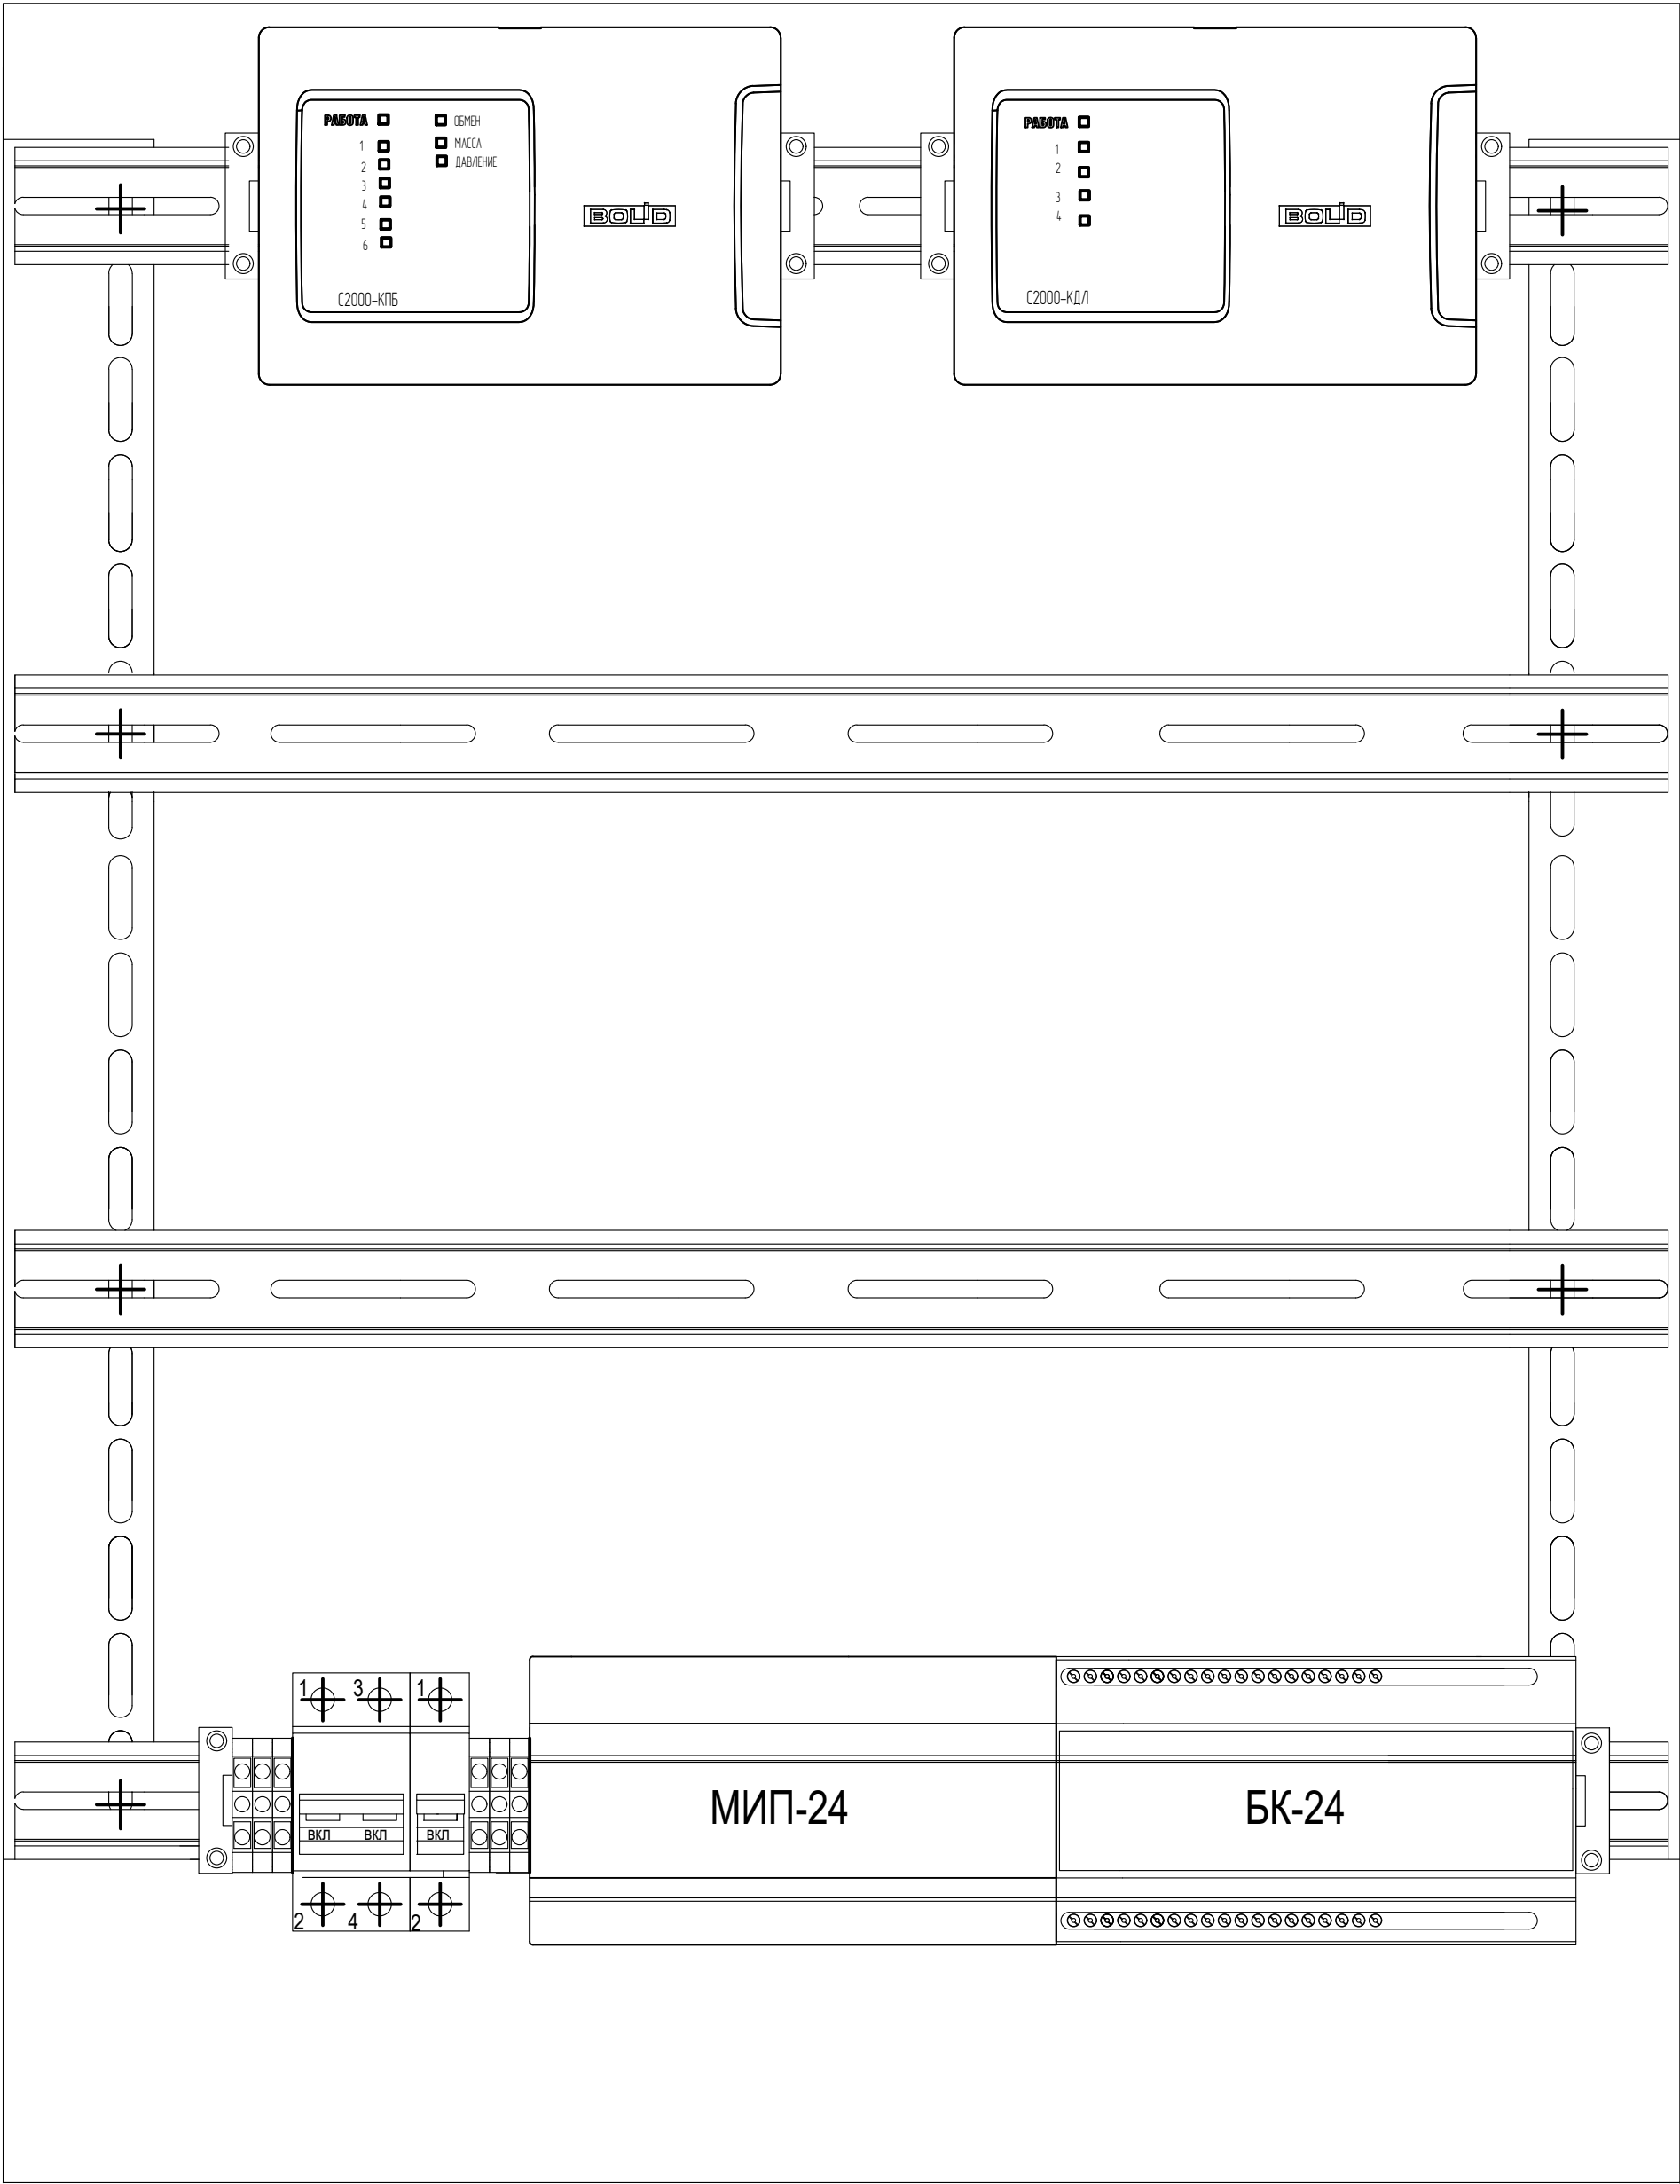 РАБОТА
ОБМЕН
1
МАССА
2
ДАВЛЕНИЕ
3
4
5
6
С2000-КПБ
BOLID
РАБОТА
1
2
3
4
С2000-КДЛ
BOLID
1 3 1
ВКЛ ВКЛ ВКЛ
2 4 2
МИП-24
БК-24